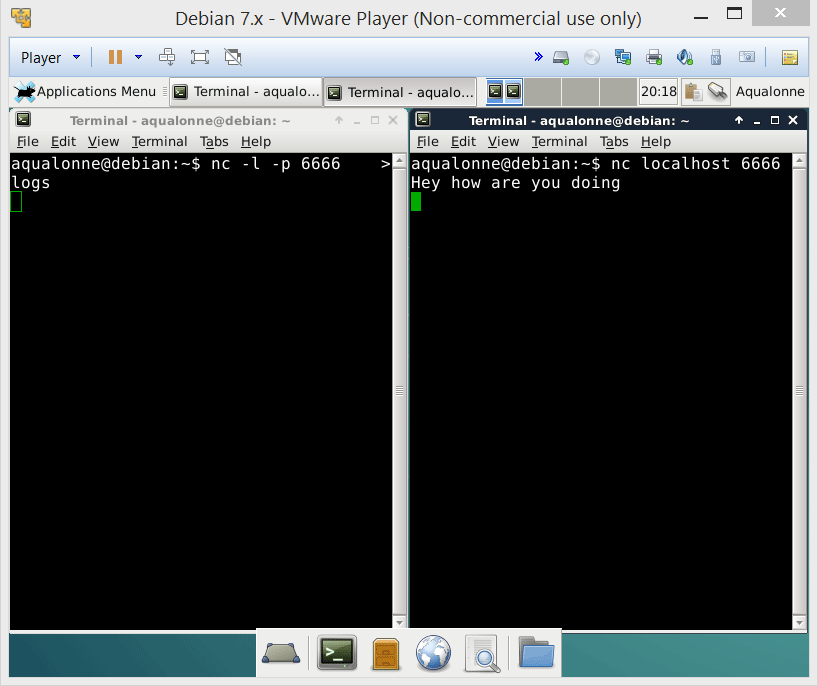 Debian 7.x - VMware Player (Non-commercial use only)
Player
Applications Menu
Terminal - aqualo...
Terminal - aqualo...
20:18
Aqualonne
Terminal - aqualonne@debian: ~
File Edit View Terminal Tabs Help
aqualonne@debian:~$ nc -l -p 6666 >
logs
Terminal - aqualonne@debian: ~
File Edit View Terminal Tabs Help
aqualonne@debian:~$ nc localhost 6666
Hey how are you doing